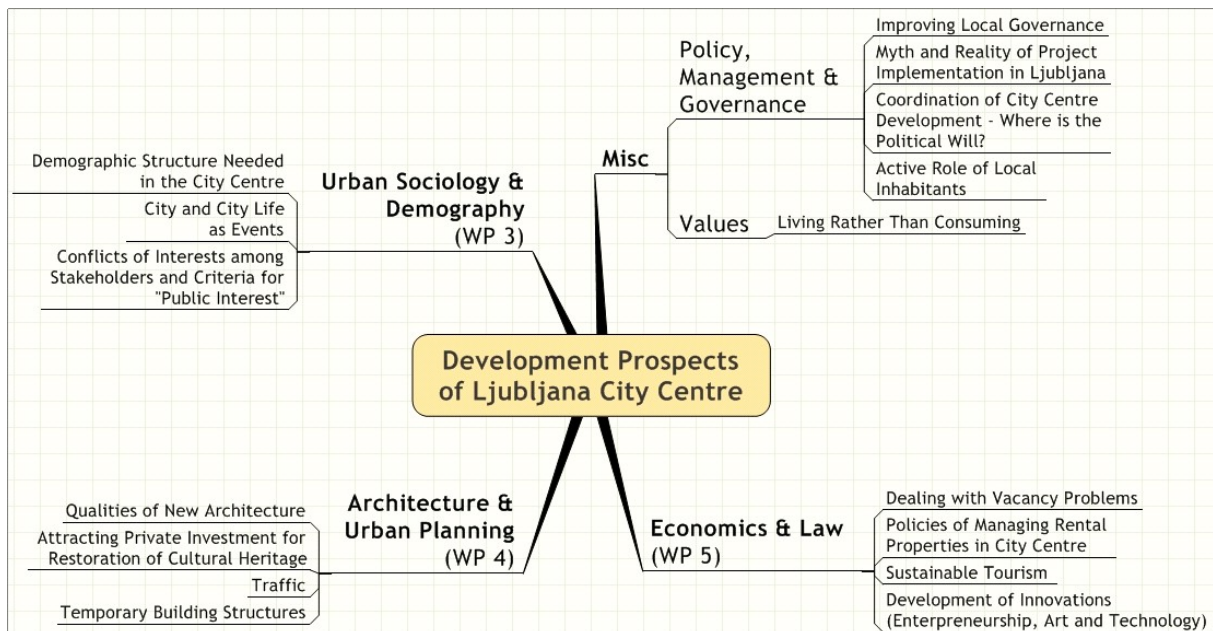 Development Prospects
of Ljubljana City Centre
Misc
Policy,
Management &
Governance
Improving Local Governance
Myth and Reality of Project
Implementation in Ljubljana
Coordination of City Centre
Development - Where is the
Political Will?
Active Role of Local
Inhabitants
Values
Living Rather Than Consuming
Economics & Law
(WP 5)
Dealing with Vacancy Problems
Policies of Managing Rental
Properties in City Centre
Sustainable Tourism
Development of Innovations
(Enterpreneurship, Art and Technology)
Architecture &
Urban Planning
(WP 4)
Qualities of New Architecture
Attracting Private Investment for
Restoration of Cultural Heritage
Traffic
Temporary Building Structures
Urban Sociology &
Demography
(WP 3)
Demographic Structure Needed
in the City Centre
City and City Life
as Events
Conflicts of Interests among
Stakeholders and Criteria for
"Public Interest"